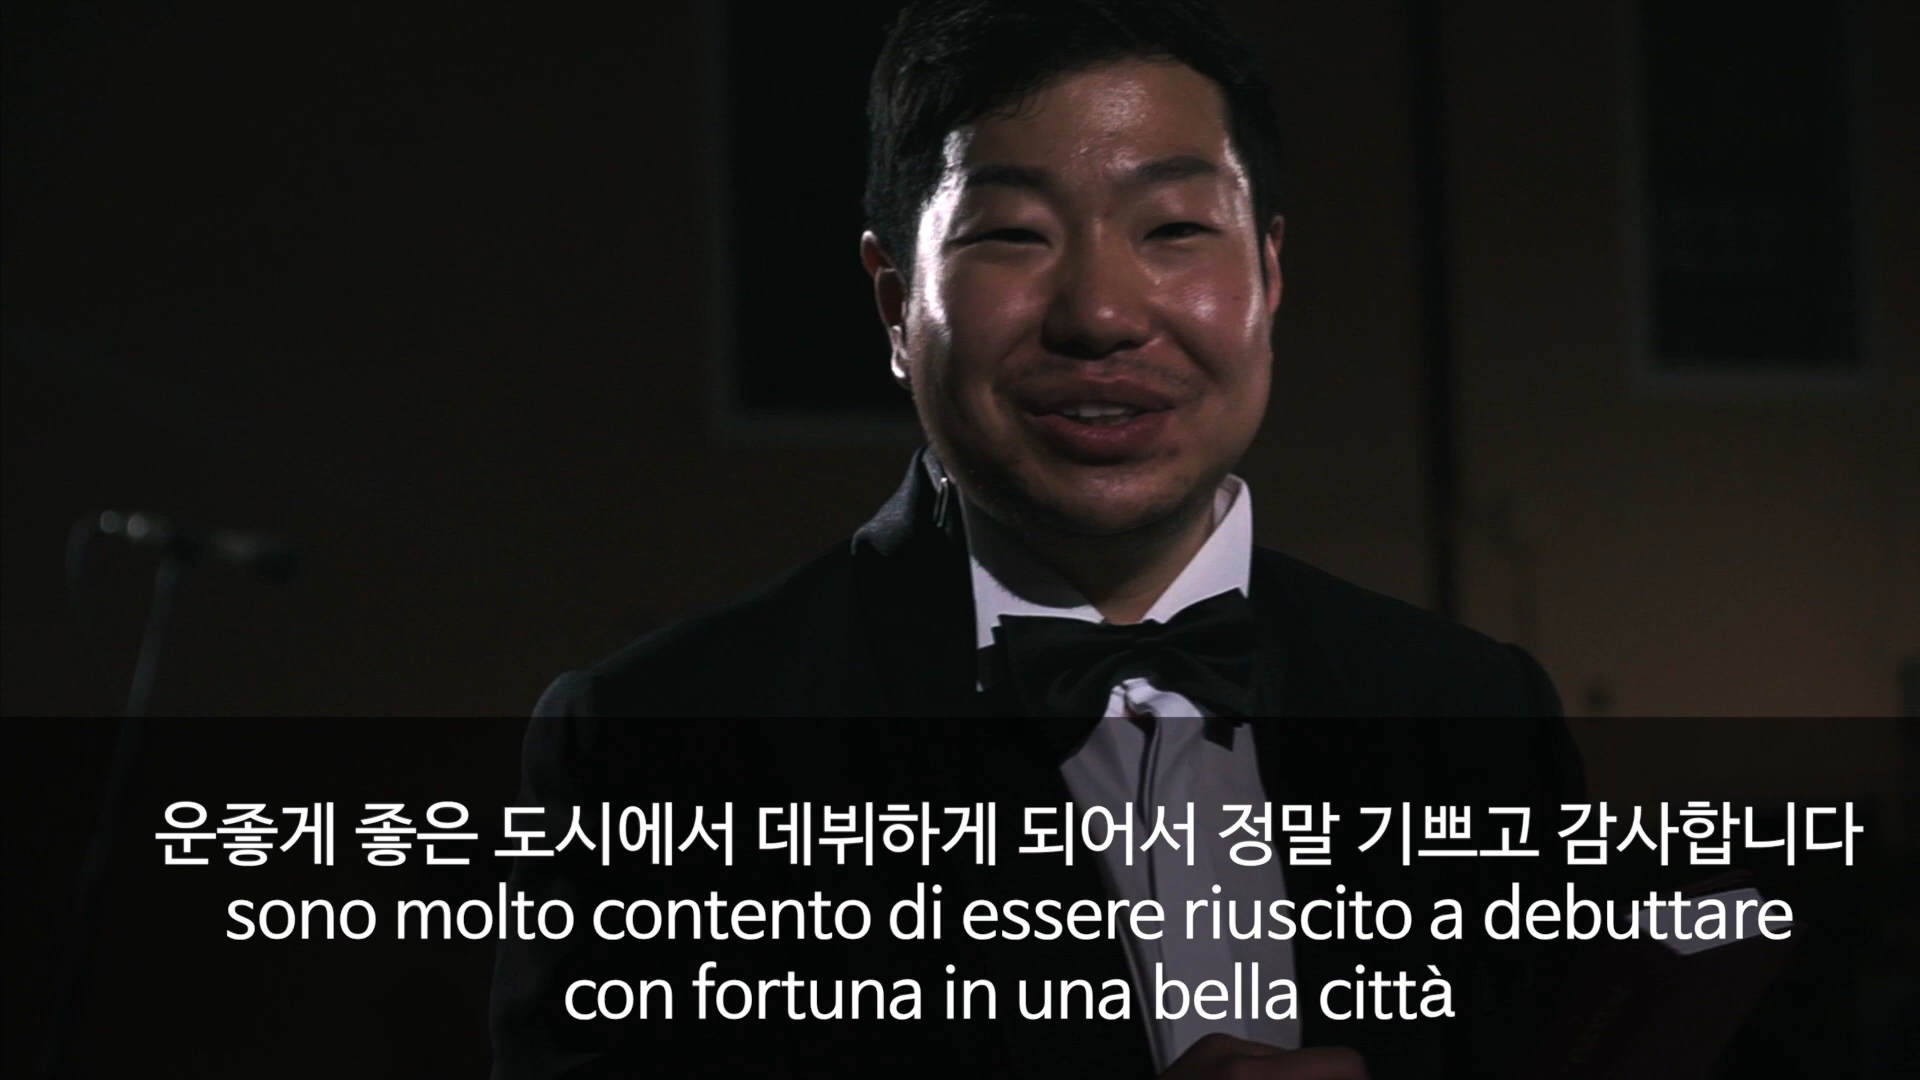 운좋게 좋은 도시에서 데뷔하게 되어서 정말 기쁘고 감사합니다
sono molto contento di essere riuscito a debuttare
con fortuna in una bella città